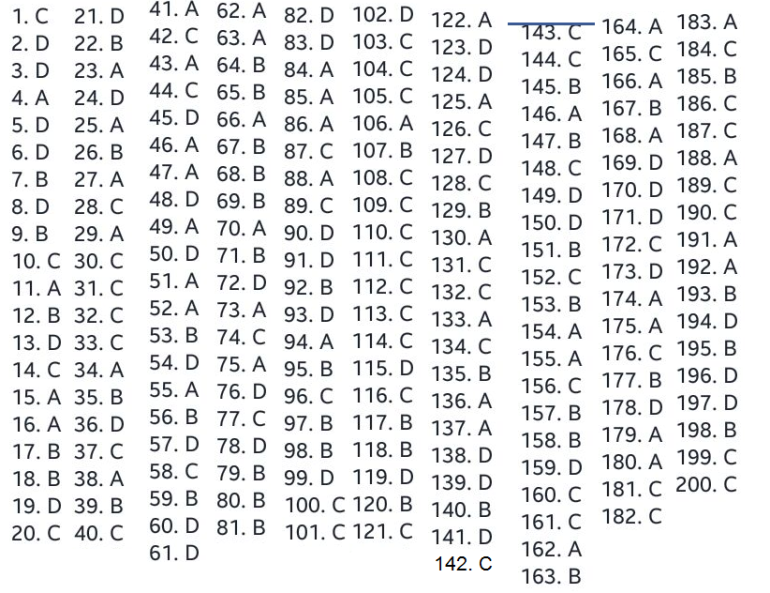 1. C
2. D
3. D
4. A
5. D
6. D
7. B
8. D
9. B
10. C
11. A
12. B
13. D
14. C
15. A
16. A
17. B
18. B
19. D
20. C
21. D
22. B
23. A
24. D
25. A
26. B
27. A
28. C
29. A
30. C
31. C
32. C
33. C
34. A
35. B
36. D
37. C
38. A
39. B
40. C
41. A
42. C
43. A
44. C
45. D
46. A
47. A
48. D
49. A
50. D
51. A
52. A
53. B
54. D
55. A
56. B
57. D
58. C
59. B
60. D
61. D
62. A
63. A
64. B
65. B
66. A
67. B
68. B
69. B
70. A
71. B
72. D
73. A
74. C
75. A
76. D
77. C
78. D
79. B
80. B
81. B
82. D
83. D
84. A
85. A
86. A
87. C
88. A
89. C
90. D
91. D
92. B
93. D
94. A
95. B
96. C
97. B
98. B
99. D
100. C
101. C
102. D
103. C
104. C
105. C
106. A
107. B
108. C
109. C
110. C
111. C
112. C
113. C
114. C
115. D
116. C
117. B
118. B
119. D
120. B
121. C
122. A
123. D
124. D
125. A
126. C
127. D
128. C
129. B
130. A
131. C
132. C
133. A
134. C
135. B
136. A
137. A
138. D
139. D
140. B
141. D
142. C
143. C
144. C
145. B
146. A
147. B
148. C
149. D
150. D
151. B
152. C
153. B
154. A
155. A
156. C
157. B
158. B
159. D
160. C
161. C
162. A
163. B
164. A
165. C
166. A
167. B
168. A
169. D
170. D
171. D
172. C
173. D
174. A
175. A
176. C
177. B
178. D
179. A
180. A
181. C
182. C
183. A
184. C
185. B
186. C
187. C
188. A
189. C
190. C
191. A
192. A
193. B
194. D
195. B
196. D
197. D
198. B
199. C
200. C